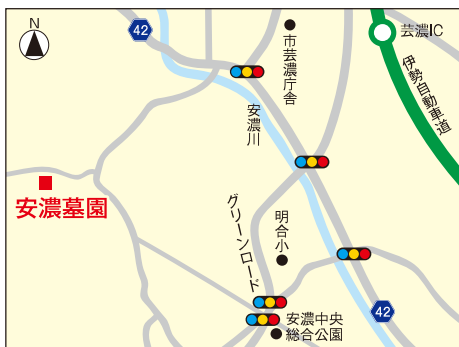 N
42
市芸濃庁舎
芸濃IC
伊勢自動車道
安濃川
安濃墓園
グリーンロード
明合小
42
安濃中央
総合公園